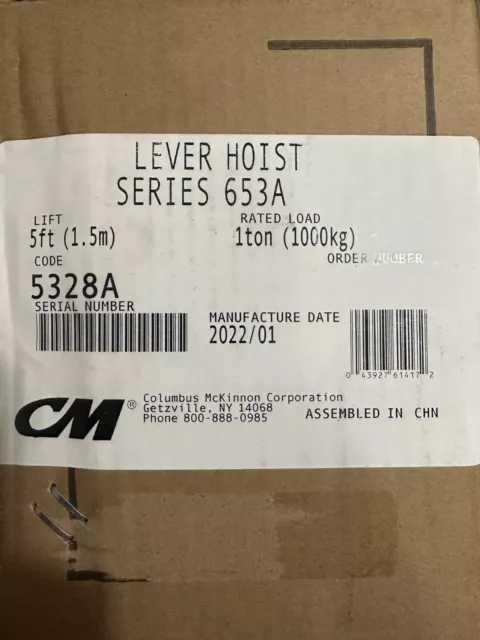 LEVER HOIST
SERIES 653A
LIFT
5ft (1.5m)
RATED LOAD
1ton (1000kg)
CODE
5328A
ORDER NUMBER
SERIAL NUMBER
MANUFACTURE DATE
2022/01
0 43927 61417 2
CM®
Columbus McKinnon Corporation
Getzville, NY 14068
Phone 800-888-0985
ASSEMBLED IN CHN